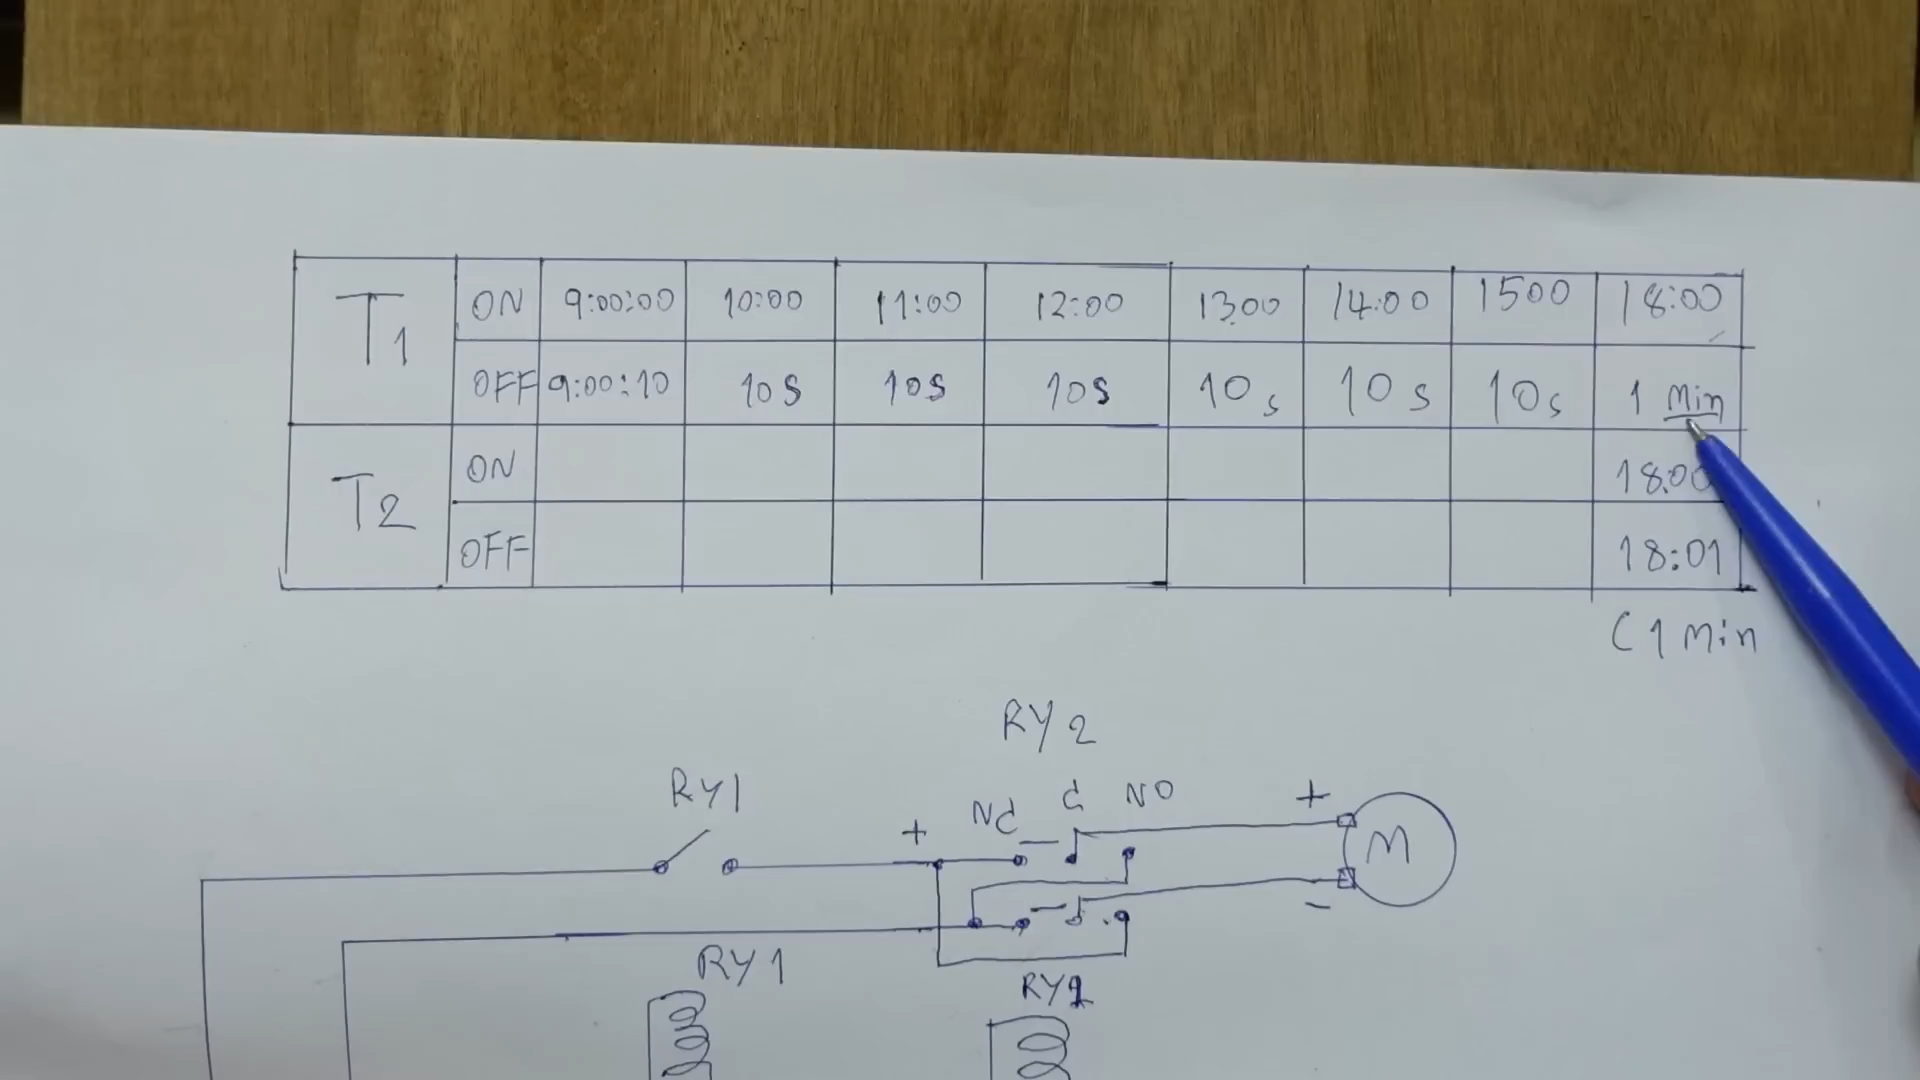 T1 ON 9:00:00 10:00 11:00 12:00 13.00 14:00 1500 18:00
OFF 9:00:10 10S 10S 10S 10s 10s 10s 1 Min
T2 ON 18.00
OFF 18:01
(1 Min
RY2
RY1
+ NC C NO +
M
-
RY1